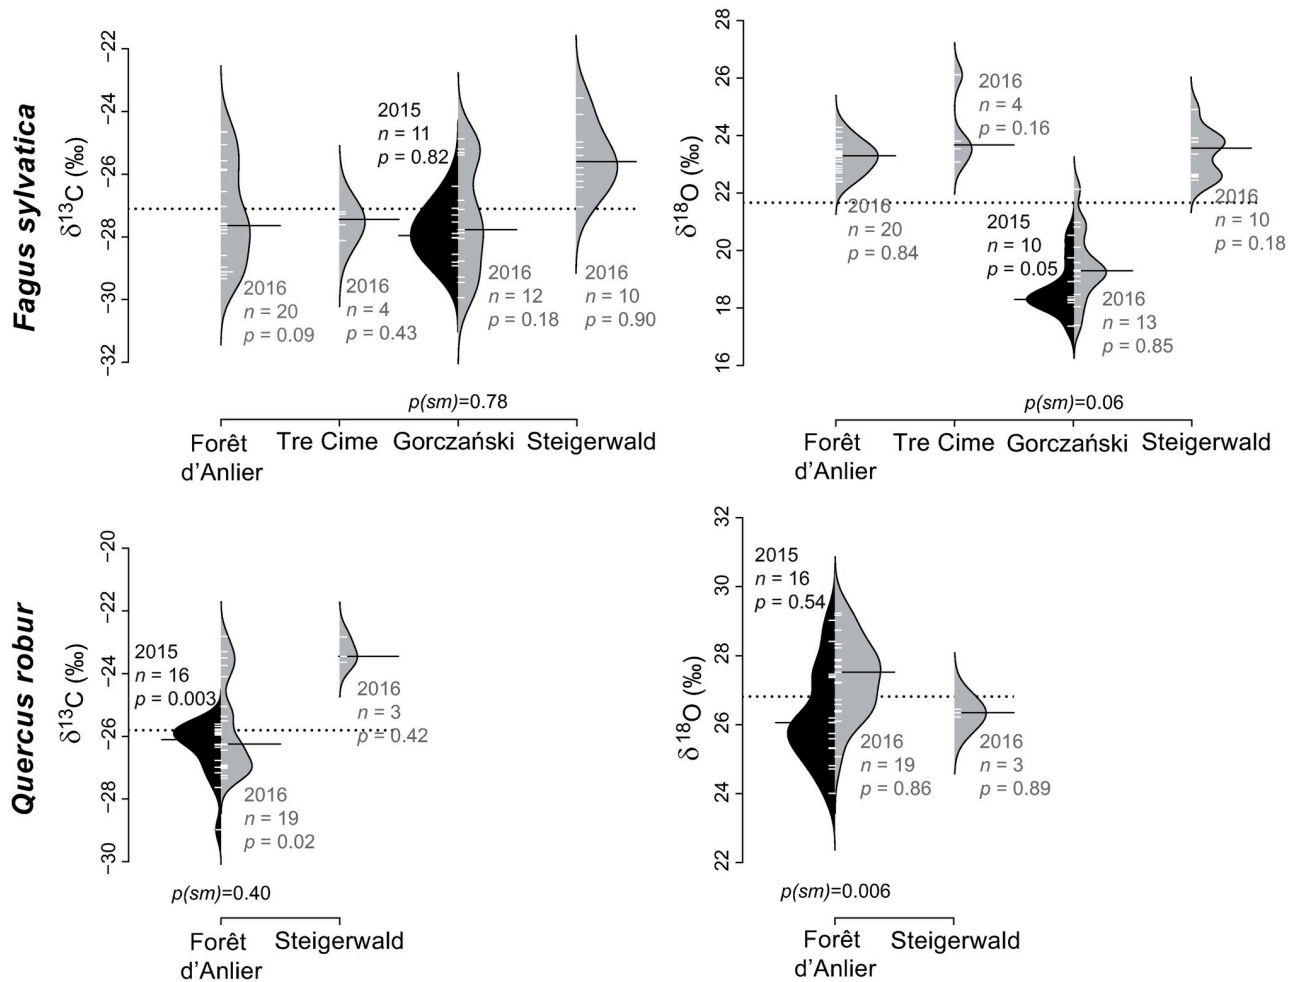 Fagus sylvatica
δ13C (‰)
-22
-24
-26
-28
-30
-32
2016
n = 20
p = 0.09
2016
n = 4
p = 0.43
2015
n = 11
p = 0.82
2016
n = 12
p = 0.18
2016
n = 10
p = 0.90
p(sm)=0.78
Forêt
d'Anlier
Tre Cime
Gorczański
Steigerwald
δ18O (‰)
28
26
24
22
20
18
16
2016
n = 20
p = 0.84
2016
n = 4
p = 0.16
2015
n = 10
p = 0.05
2016
n = 13
p = 0.85
2016
n = 10
p = 0.18
p(sm)=0.06
Forêt
d'Anlier
Tre Cime
Gorczański
Steigerwald
Quercus robur
δ13C (‰)
-20
-22
-24
-26
-28
-30
2015
n = 16
p = 0.003
2016
n = 19
p = 0.02
2016
n = 3
p = 0.42
p(sm)=0.40
Forêt
d'Anlier
Steigerwald
δ18O (‰)
32
30
28
26
24
22
2015
n = 16
p = 0.54
2016
n = 19
p = 0.86
2016
n = 3
p = 0.89
p(sm)=0.006
Forêt
d'Anlier
Steigerwald